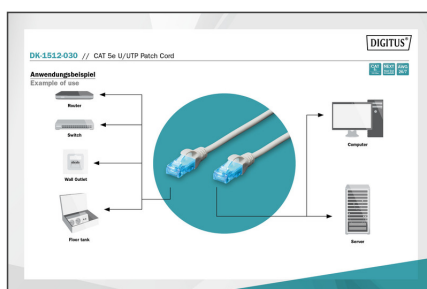 DIGITUS®
DK-1512-030 // CAT 5e U/UTP Patch Cord
Anwendungsbeispiel
Example of use
Router
Switch
Wall Outlet
Floor tank
Computer
Server